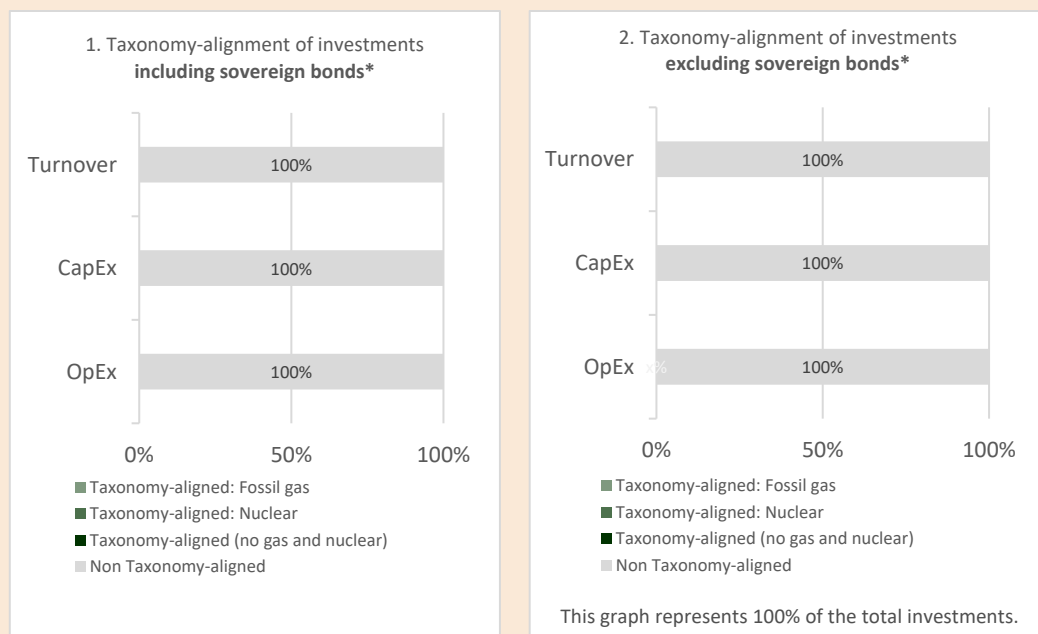 1. Taxonomy-alignment of investments
including sovereign bonds*
Turnover
100%
CapEx
100%
OpEx
100%
0% 50% 100%
Taxonomy-aligned: Fossil gas
Taxonomy-aligned: Nuclear
Taxonomy-aligned (no gas and nuclear)
Non Taxonomy-aligned
2. Taxonomy-alignment of investments
excluding sovereign bonds*
Turnover
100%
CapEx
100%
OpEx
x%
100%
0% 50% 100%
Taxonomy-aligned: Fossil gas
Taxonomy-aligned: Nuclear
Taxonomy-aligned (no gas and nuclear)
Non Taxonomy-aligned
This graph represents 100% of the total investments.